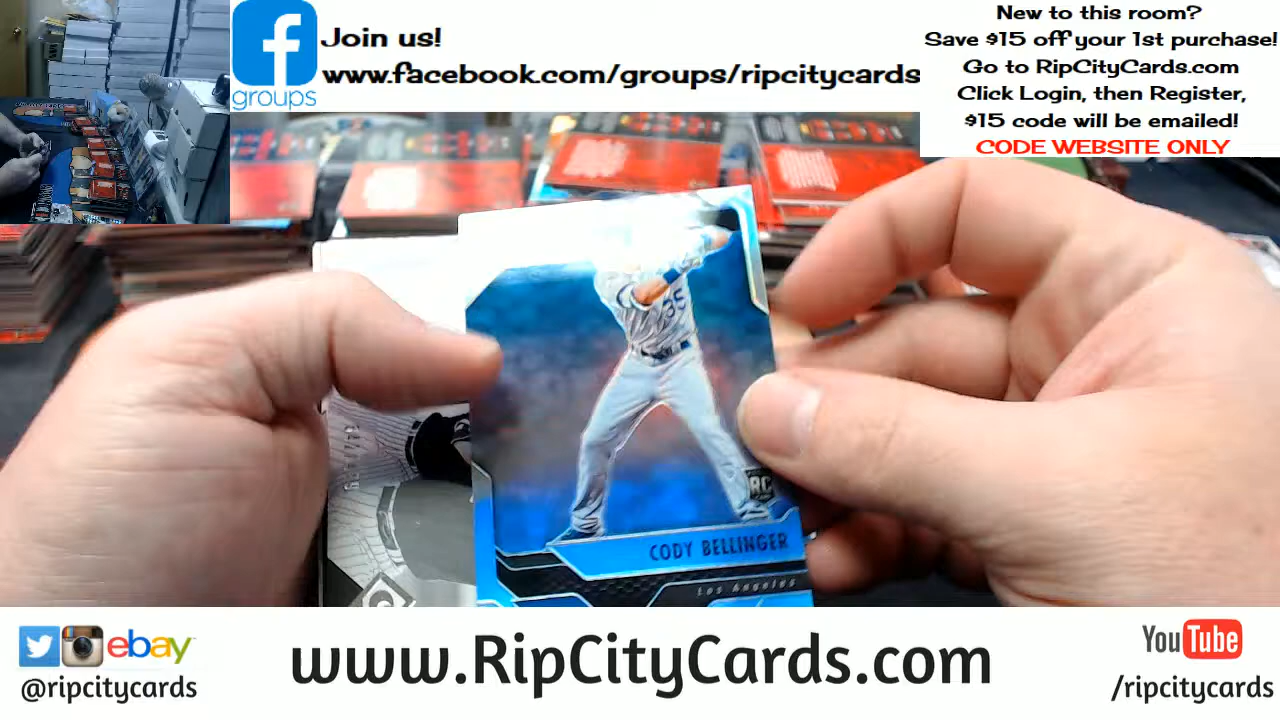 groups
Join us!
www.facebook.com/groups/ripcitycards
New to this room?
Save $15 off your 1st purchase!
Go to RipCityCards.com
Click Login, then Register,
$15 code will be emailed!
CODE WEBSITE ONLY
35
RC
CODY BELLINGER
Los Angeles
ebay
@ripcitycards
www.RipCityCards.com
YouTube
/ripcitycards